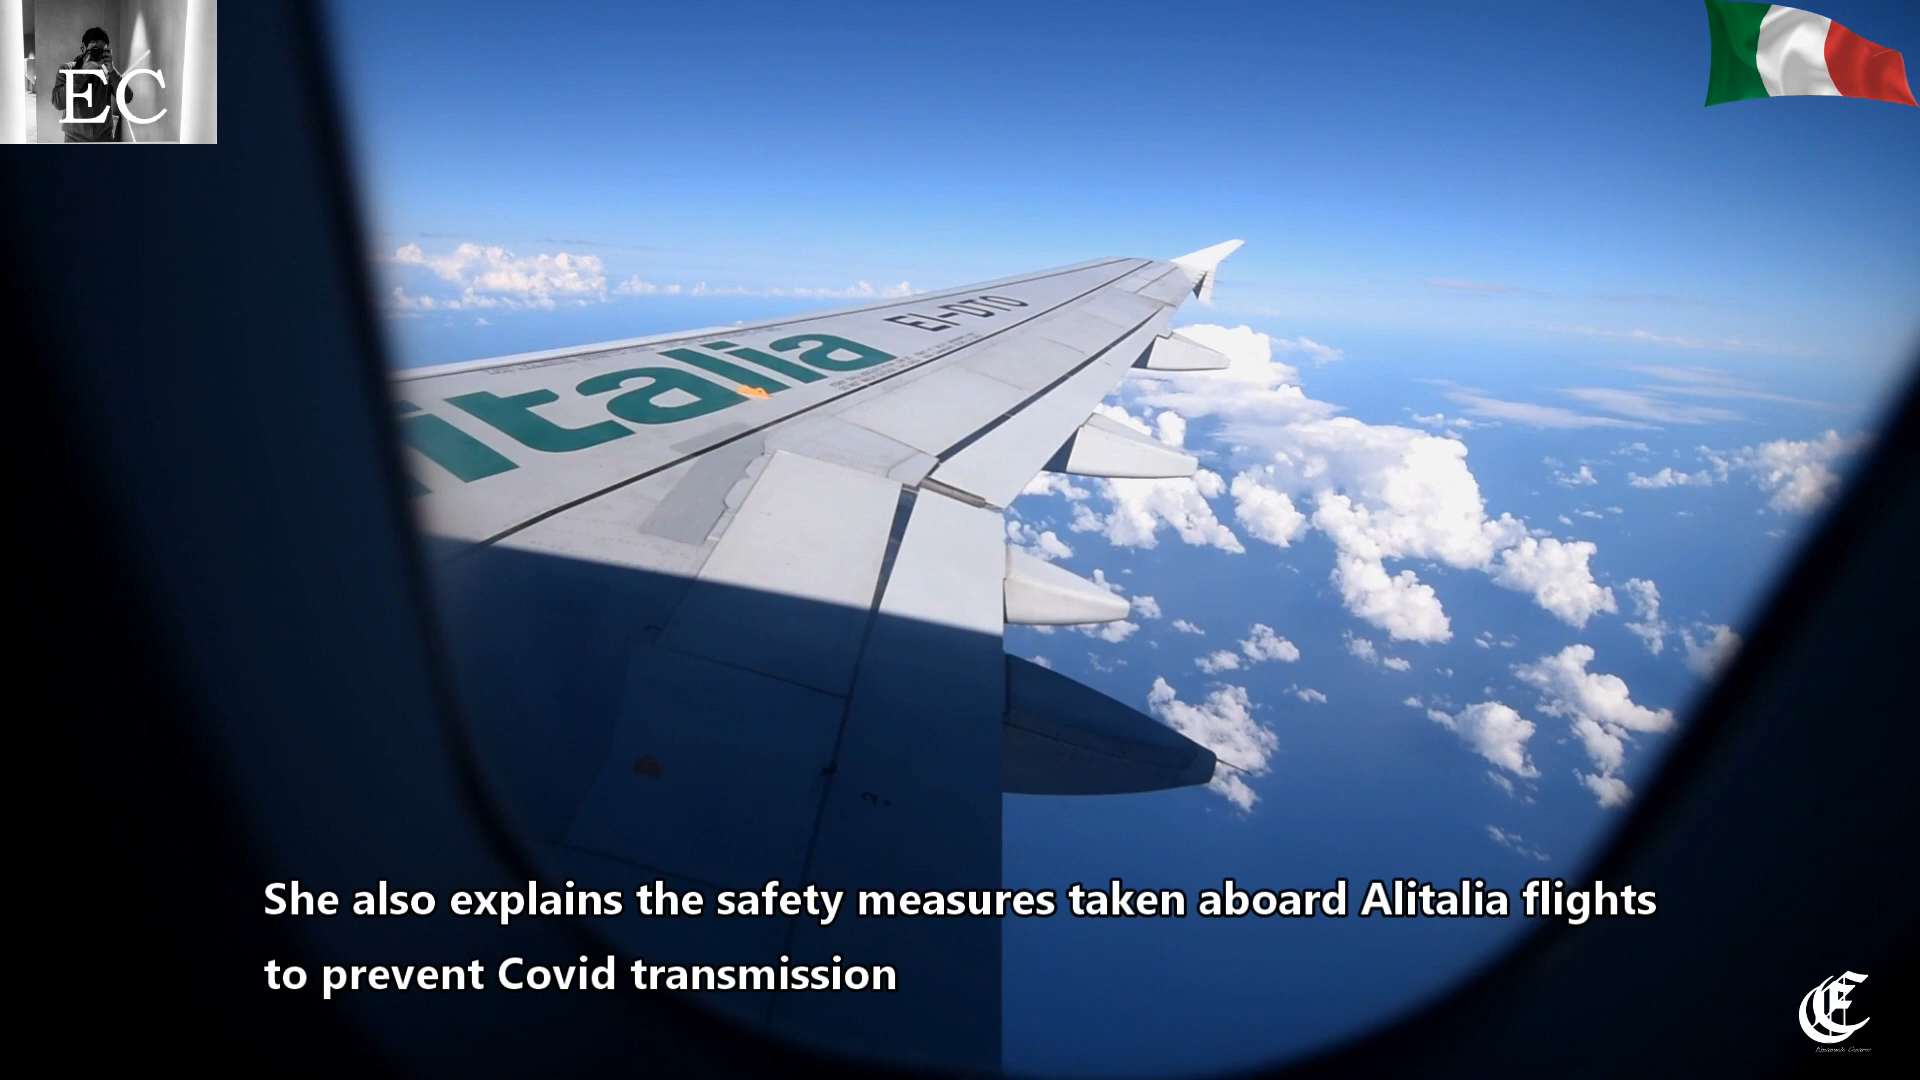 EC
italia
EI-DTO
She also explains the safety measures taken aboard Alitalia flights
to prevent Covid transmission